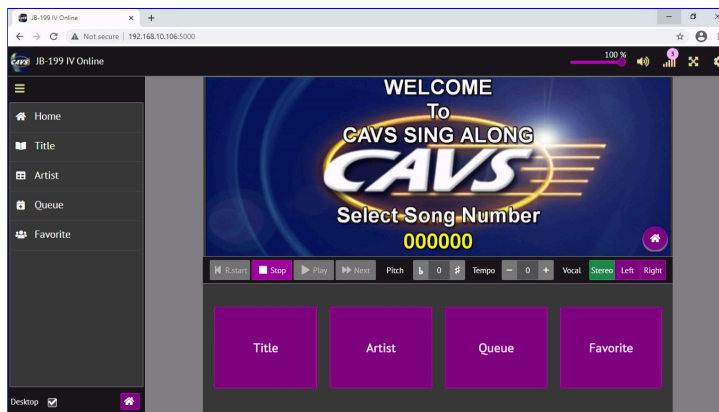 JB-199 IV Online
Not secure | 192.168.10.106:5000
CAVS JB-199 IV Online
100 %
3
Home
Title
Artist
Queue
Favorite
Desktop
WELCOME
To
CAVS SING ALONG
CAVS
Select Song Number
000000
R.start Stop Play Next Pitch ♭ 0 ♯ Tempo − 0 + Vocal Stereo Left Right
Title Artist Queue Favorite